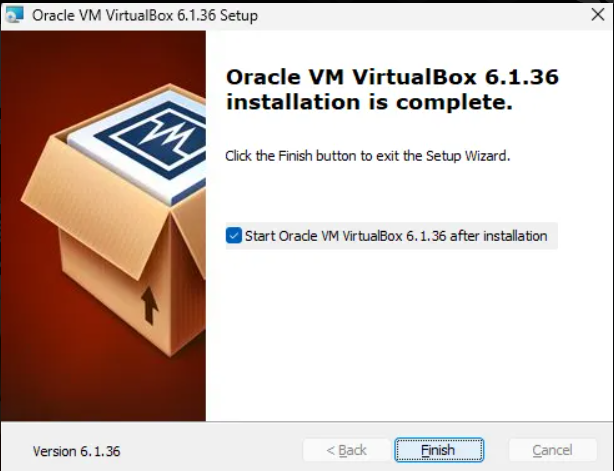 Oracle VM VirtualBox 6.1.36 Setup
Oracle VM VirtualBox 6.1.36
installation is complete.
Click the Finish button to exit the Setup Wizard.
Start Oracle VM VirtualBox 6.1.36 after installation
Version 6.1.36
< Back
Finish
Cancel